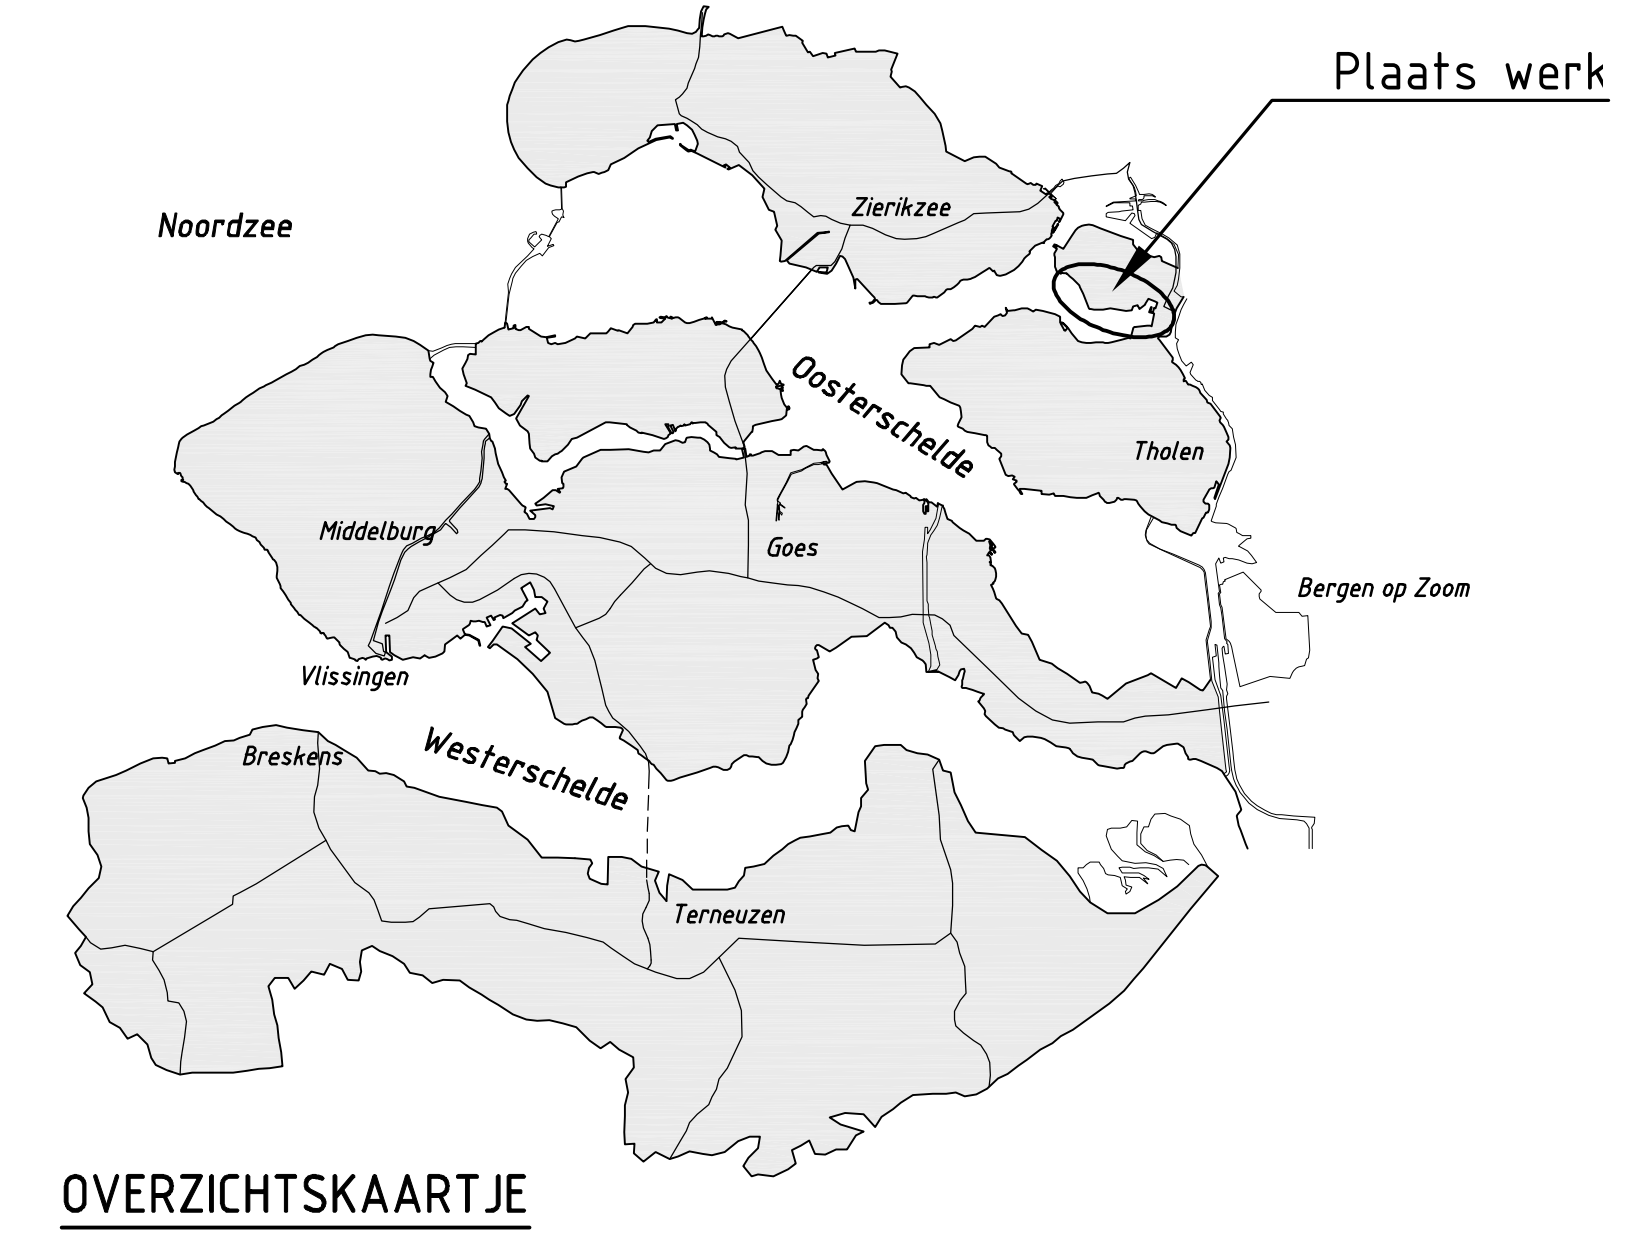 Plaats werk
Zierikzee
Noordzee
Oosterschelde
Tholen
Middelburg
Goes
Bergen op Zoom
Vlissingen
Westerschelde
Breskens
Terneuzen
OVERZICHTSKAARTJE